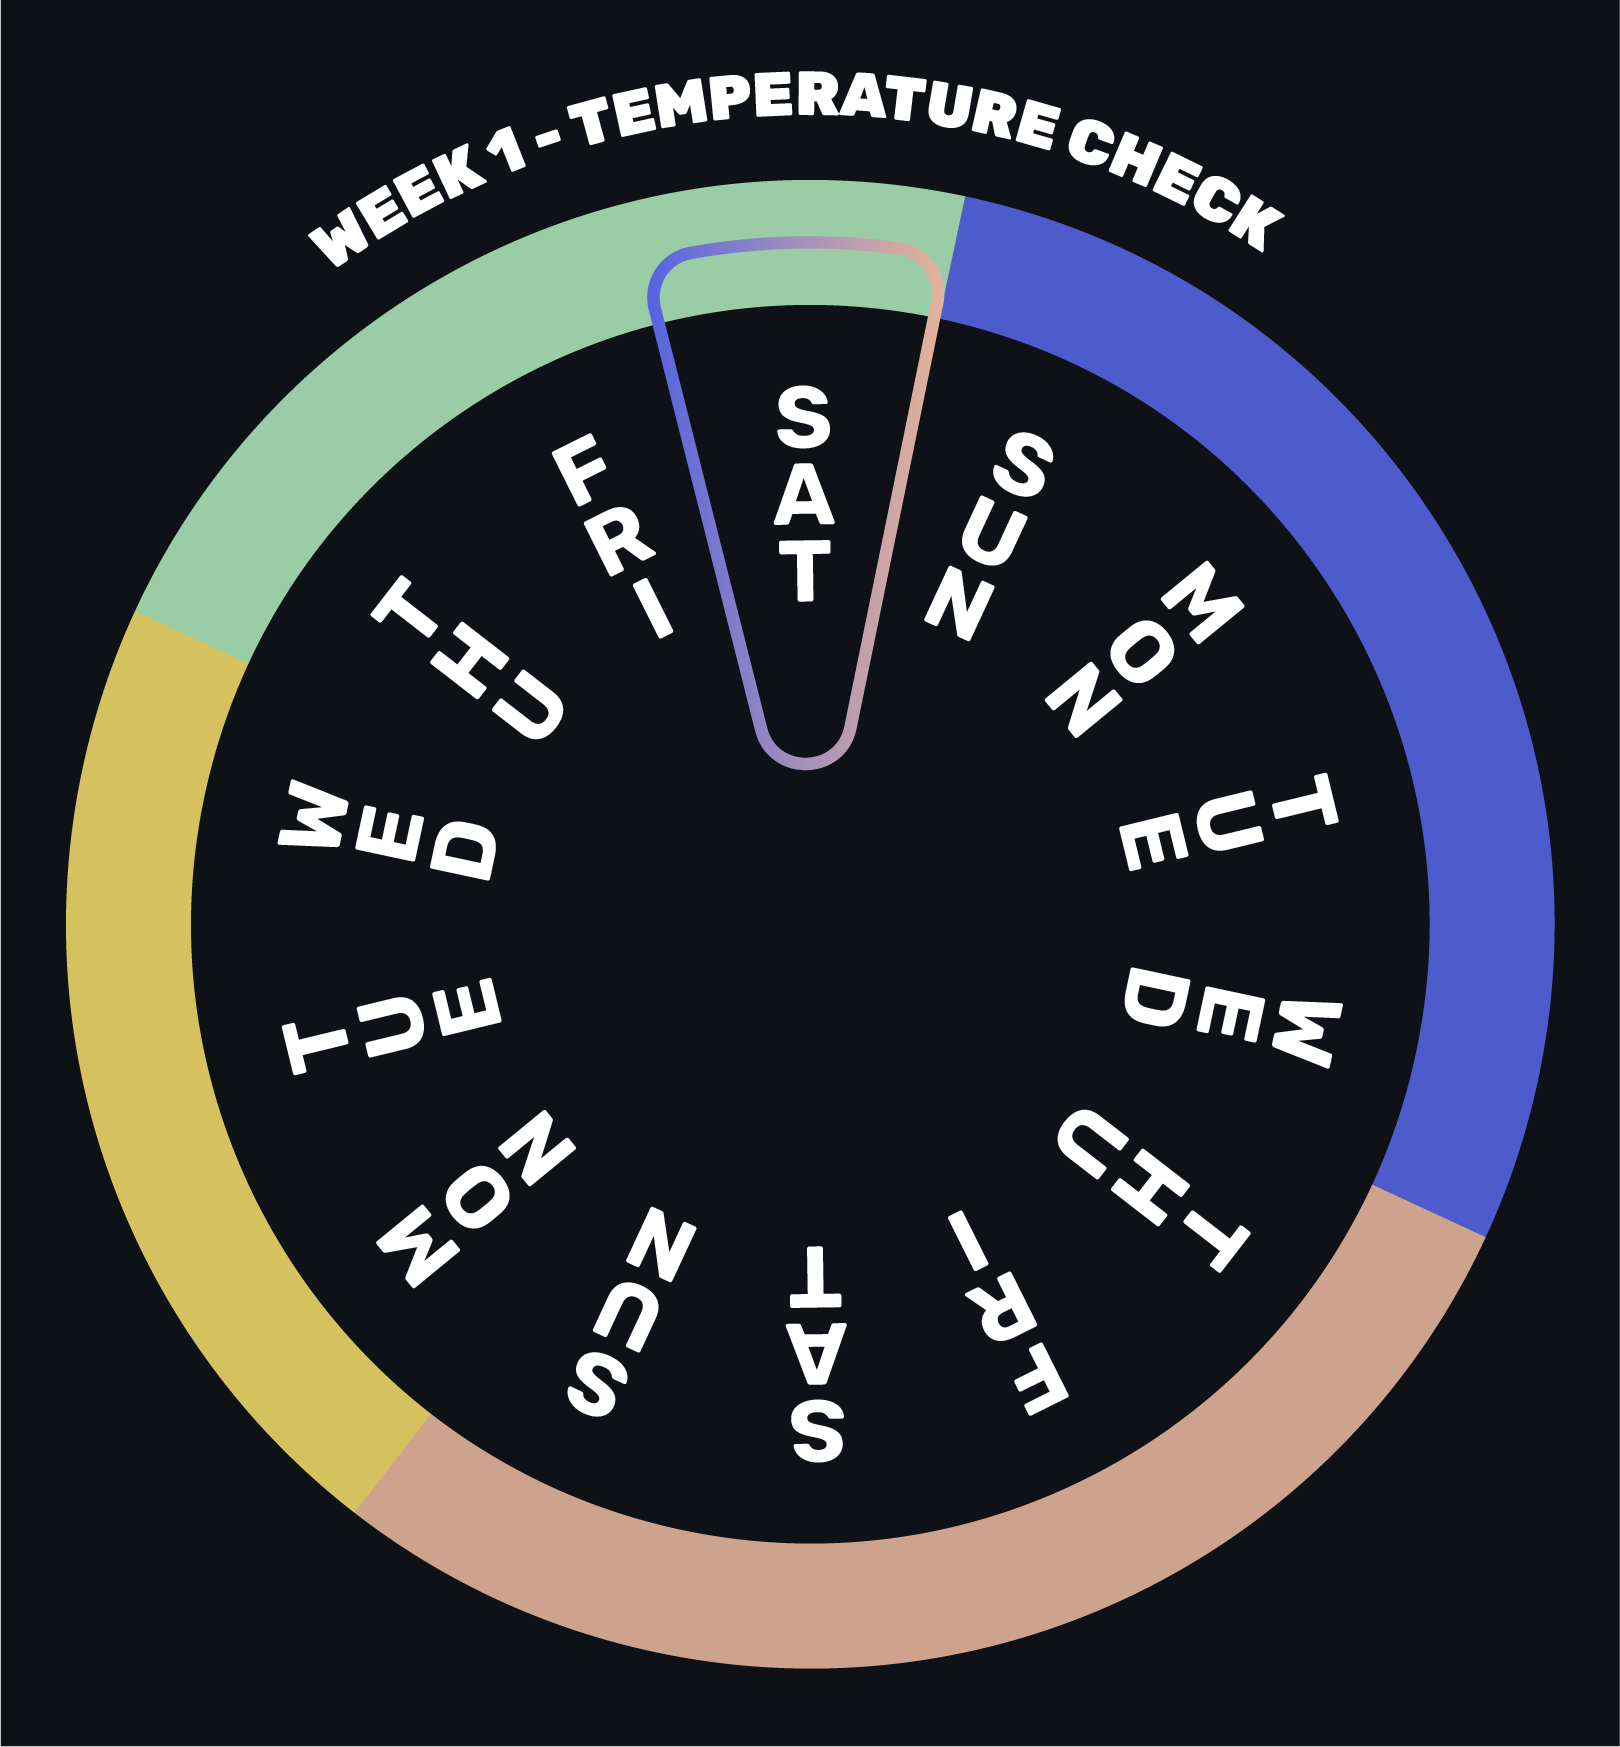 WEEK 1 - TEMPERATURE CHECK
SAT
SUN
MON
TUE
WED
THU
FRI
SAT
SUN
MON
TUE
WED
THU
FRI